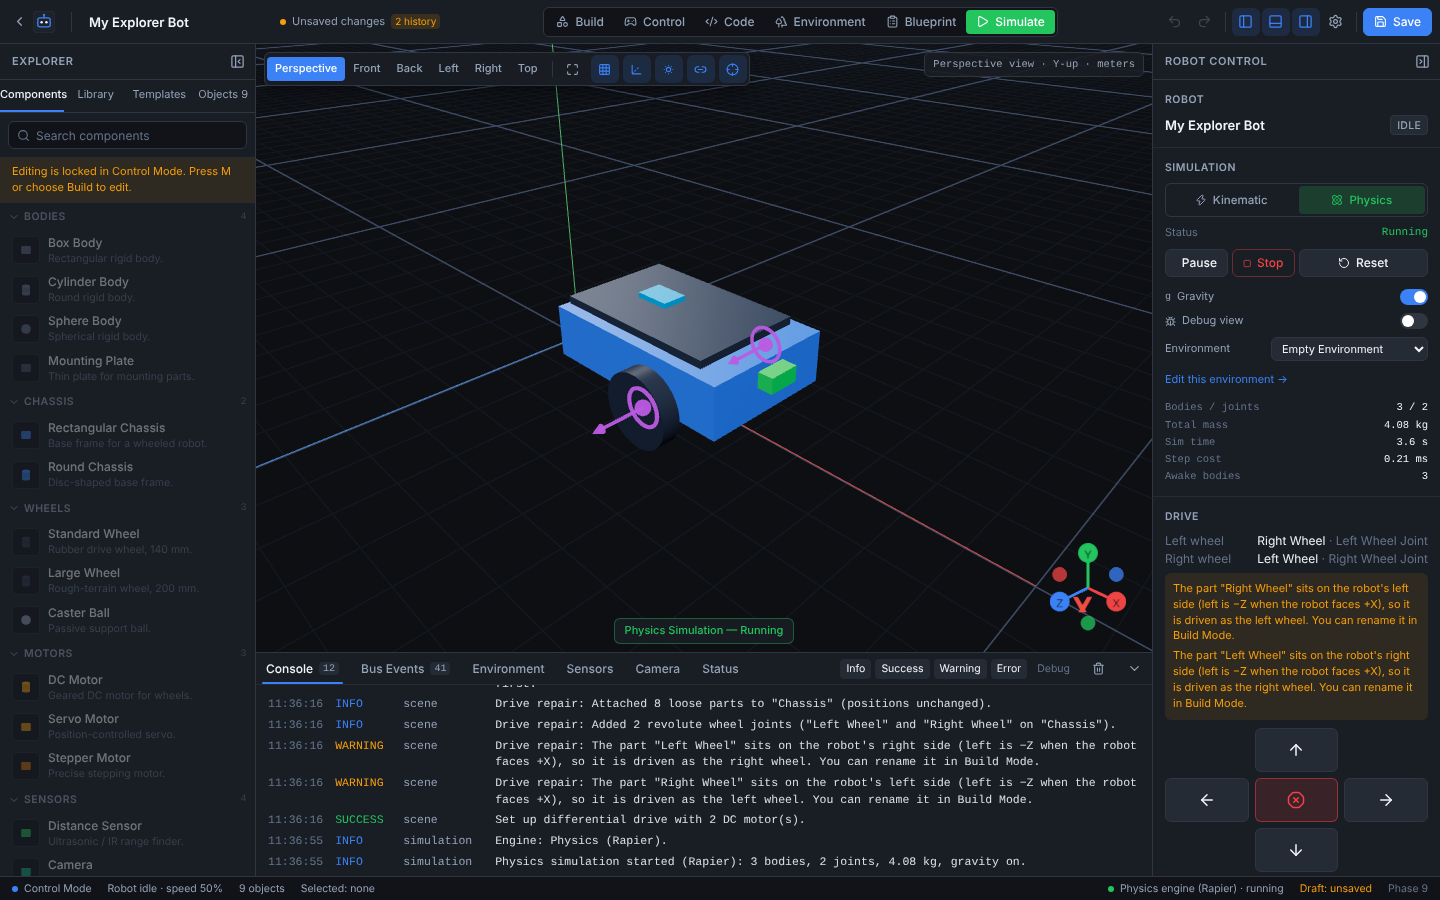 My Explorer Bot
Unsaved changes 2 history
Build Control Code Environment Blueprint Simulate
Save
EXPLORER
Components Library Templates Objects 9
Search components
Editing is locked in Control Mode. Press M
or choose Build to edit.
BODIES 4
Box Body
Rectangular rigid body.
Cylinder Body
Round rigid body.
Sphere Body
Spherical rigid body.
Mounting Plate
Thin plate for mounting parts.
CHASSIS 2
Rectangular Chassis
Base frame for a wheeled robot.
Round Chassis
Disc-shaped base frame.
WHEELS 3
Standard Wheel
Rubber drive wheel, 140 mm.
Large Wheel
Rough-terrain wheel, 200 mm.
Caster Ball
Passive support ball.
MOTORS 3
DC Motor
Geared DC motor for wheels.
Servo Motor
Position-controlled servo.
Stepper Motor
Precise stepping motor.
SENSORS 4
Distance Sensor
Ultrasonic / IR range finder.
Camera
Perspective Front Back Left Right Top
Perspective view · Y-up · meters
Y
Z
X
Physics Simulation — Running
Console 12 Bus Events 41 Environment Sensors Camera Status
Info Success Warning Error Debug
first.
11:36:16 INFO scene Drive repair: Attached 8 loose parts to "Chassis" (positions unchanged).
11:36:16 INFO scene Drive repair: Added 2 revolute wheel joints ("Left Wheel" and "Right Wheel" on "Chassis").
11:36:16 WARNING scene Drive repair: The part "Left Wheel" sits on the robot's right side (left is −Z when the robot
faces +X), so it is driven as the right wheel. You can rename it in Build Mode.
11:36:16 WARNING scene Drive repair: The part "Right Wheel" sits on the robot's left side (left is −Z when the robot
faces +X), so it is driven as the left wheel. You can rename it in Build Mode.
11:36:16 SUCCESS scene Set up differential drive with 2 DC motor(s).
11:36:55 INFO simulation Engine: Physics (Rapier).
11:36:55 INFO simulation Physics simulation started (Rapier): 3 bodies, 2 joints, 4.08 kg, gravity on.
ROBOT CONTROL
ROBOT
My Explorer Bot IDLE
SIMULATION
Kinematic Physics
Status Running
Pause Stop Reset
g Gravity
Debug view
Environment Empty Environment
Edit this environment →
Bodies / joints 3 / 2
Total mass 4.08 kg
Sim time 3.6 s
Step cost 0.21 ms
Awake bodies 3
DRIVE
Left wheel Right Wheel · Left Wheel Joint
Right wheel Left Wheel · Right Wheel Joint
The part "Right Wheel" sits on the robot's left
side (left is −Z when the robot faces +X), so it
is driven as the left wheel. You can rename it in
Build Mode.
The part "Left Wheel" sits on the robot's right
side (left is −Z when the robot faces +X), so it
is driven as the right wheel. You can rename it
in Build Mode.
Control Mode Robot idle · speed 50% 9 objects Selected: none
Physics engine (Rapier) · running Draft: unsaved Phase 9